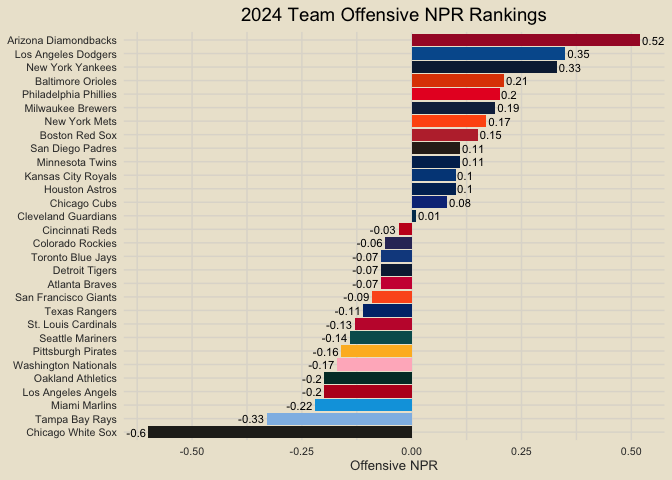 2024 Team Offensive NPR Rankings
Arizona Diamondbacks 0.52
Los Angeles Dodgers 0.35
New York Yankees 0.33
Baltimore Orioles 0.21
Philadelphia Phillies 0.2
Milwaukee Brewers 0.19
New York Mets 0.17
Boston Red Sox 0.15
San Diego Padres 0.11
Minnesota Twins 0.11
Kansas City Royals 0.1
Houston Astros 0.1
Chicago Cubs 0.08
Cleveland Guardians 0.01
Cincinnati Reds -0.03
Colorado Rockies -0.06
Toronto Blue Jays -0.07
Detroit Tigers -0.07
Atlanta Braves -0.07
San Francisco Giants -0.09
Texas Rangers -0.11
St. Louis Cardinals -0.13
Seattle Mariners -0.14
Pittsburgh Pirates -0.16
Washington Nationals -0.17
Oakland Athletics -0.2
Los Angeles Angels -0.2
Miami Marlins -0.22
Tampa Bay Rays -0.33
Chicago White Sox -0.6
-0.50 -0.25 0.00 0.25 0.50
Offensive NPR